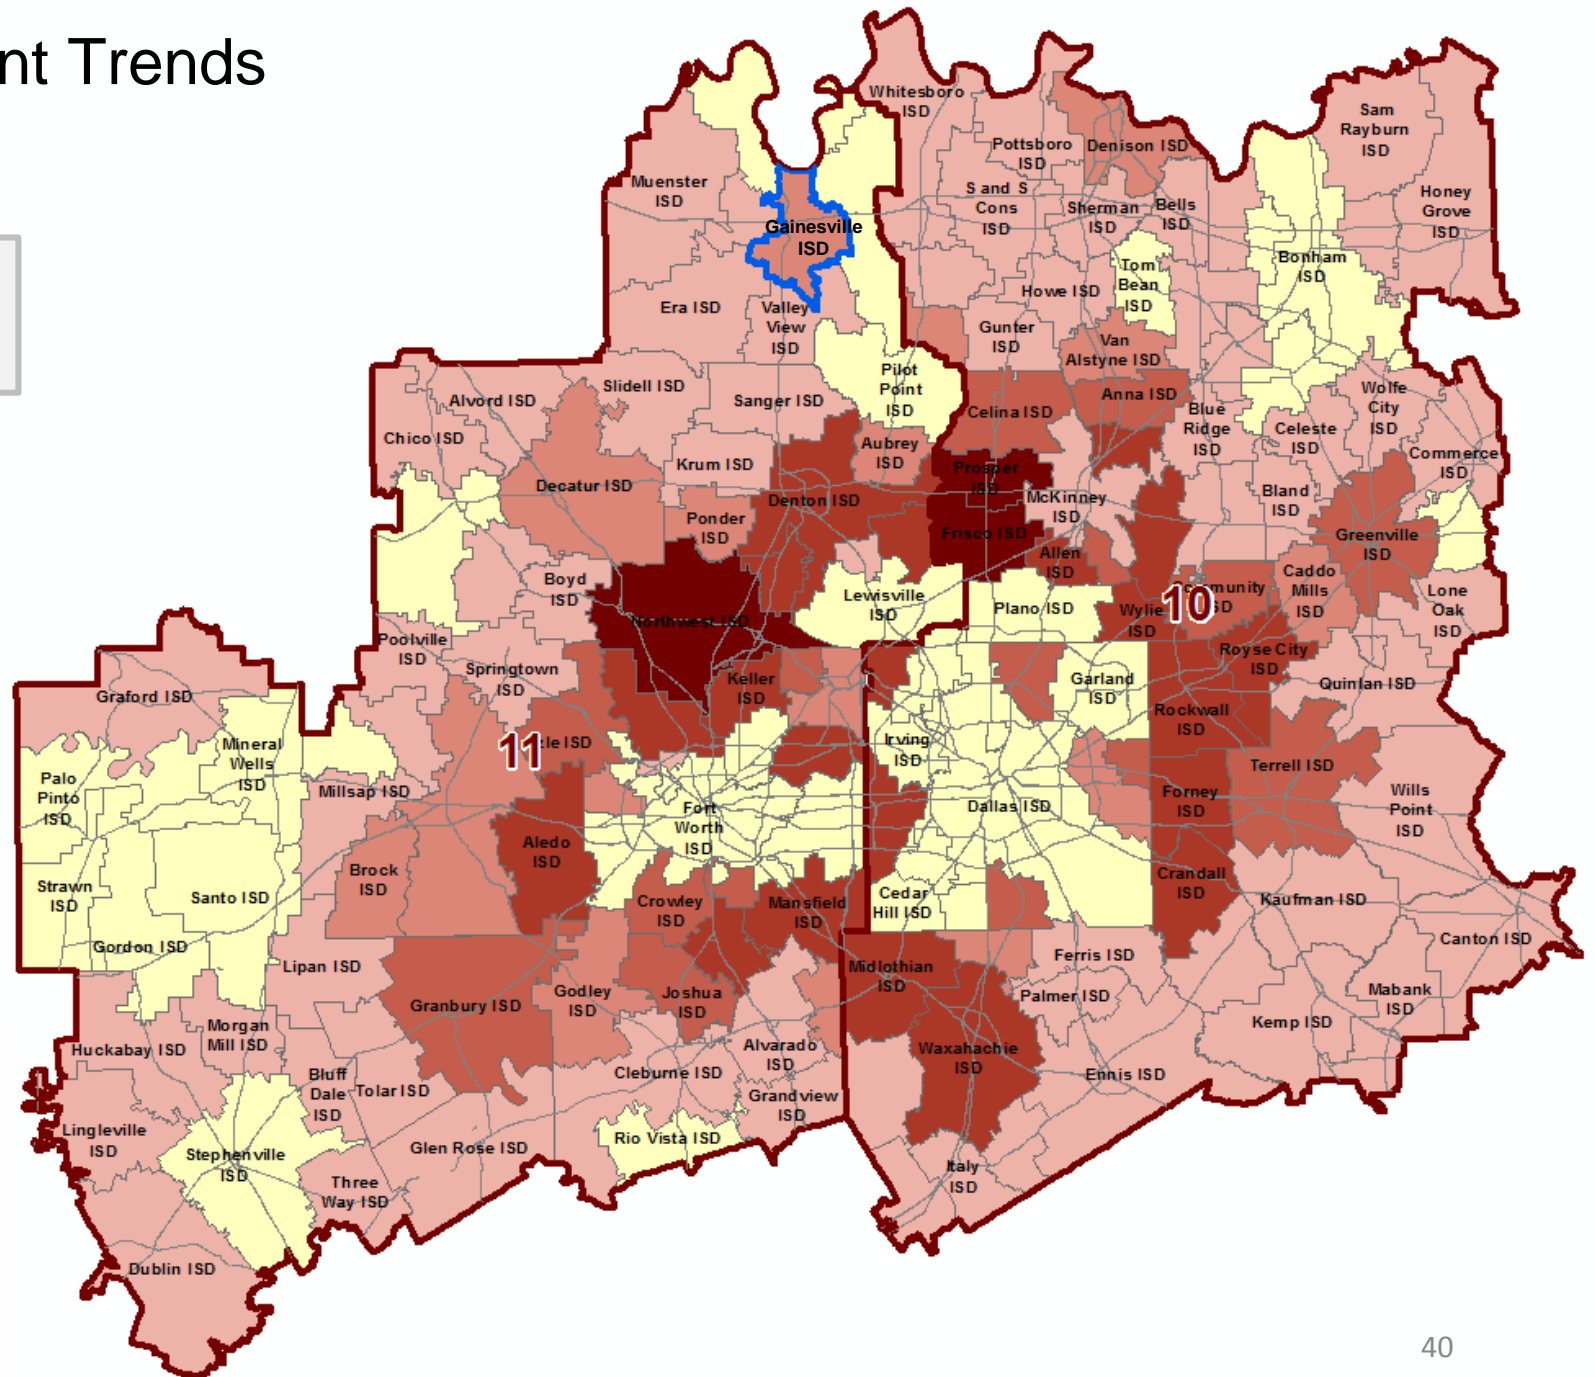 nt Trends
Whitesboro
ISD
Sam
Rayburn
ISD
Pottsboro
ISD
Denison ISD
Muenster
ISD
S and S
Cons
ISD
Sherman
ISD
Bells
ISD
Honey
Grove
ISD
Gainesville
ISD
Bonham
ISD
Tom
Bean
ISD
Howe ISD
Era ISD
Valley
View
ISD
Gunter
ISD
Van
Alstyne ISD
Pilot
Point
ISD
Slidell ISD
Alvord ISD
Sanger ISD
Celina ISD
Anna ISD
Blue
Ridge
ISD
Wolfe
City
ISD
Chico ISD
Celeste
ISD
Aubrey
ISD
Krum ISD
Commerce
ISD
Prosper
ISD
Decatur ISD
Denton ISD
McKinney
ISD
Bland
ISD
Ponder
ISD
Frisco ISD
Greenville
ISD
Allen
ISD
Boyd
ISD
Caddo
Mills
ISD
Lewisville
ISD
Plano ISD
Wylie
ISD
10
Lone
Oak
ISD
Northwest ISD
Poolville
ISD
Springtown
ISD
Royse City
ISD
Keller
ISD
Garland
ISD
Quinlan ISD
Graford ISD
Rockwall
ISD
11
zle ISD
Irving
ISD
Mineral
Wells
ISD
Terrell ISD
Palo
Pinto
ISD
Millsap ISD
Fort
Worth
ISD
Dallas ISD
Forney
ISD
Wills
Point
ISD
Aledo
ISD
Brock
ISD
Crandall
ISD
Strawn
ISD
Santo ISD
Crowley
ISD
Mansfield
ISD
Cedar
Hill ISD
Kaufman ISD
Gordon ISD
Canton ISD
Lipan ISD
Midlothian
ISD
Ferris ISD
Granbury ISD
Godley
ISD
Joshua
ISD
Palmer ISD
Mabank
ISD
Kemp ISD
Morgan
Mill ISD
Huckabay ISD
Alvarado
ISD
Waxahachie
ISD
Cleburne ISD
Ennis ISD
Bluff
Dale
ISD
Tolar ISD
Grandview
ISD
Lingleville
ISD
Rio Vista ISD
Glen Rose ISD
Stephenville
ISD
Italy
ISD
Three
Way ISD
Dublin ISD
40